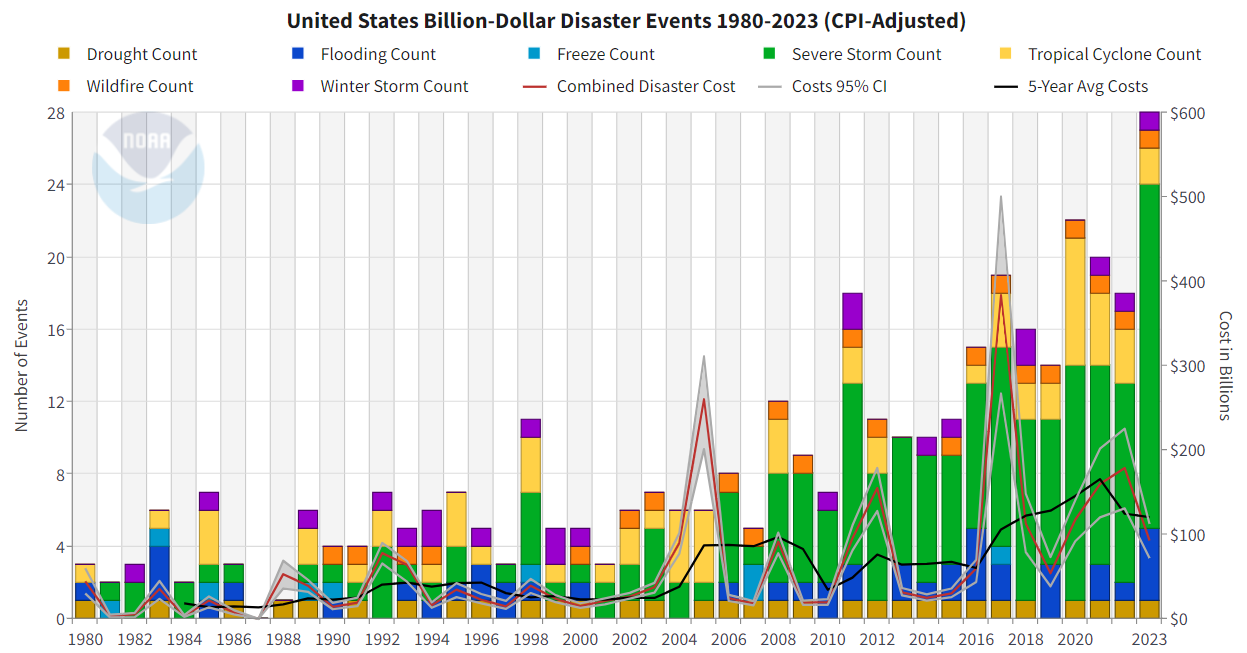 United States Billion-Dollar Disaster Events 1980-2023 (CPI-Adjusted)
Drought Count Flooding Count Freeze Count Severe Storm Count Tropical Cyclone Count
Wildfire Count Winter Storm Count Combined Disaster Cost Costs 95% CI 5-Year Avg Costs
28 $600
NOAA
24 $500
20 $400
16 $300
12 $200
8 $100
4 $0
0
Number of Events
Cost in Billions
1980 1982 1984 1986 1988 1990 1992 1994 1996 1998 2000 2002 2004 2006 2008 2010 2012 2014 2016 2018 2020 2023